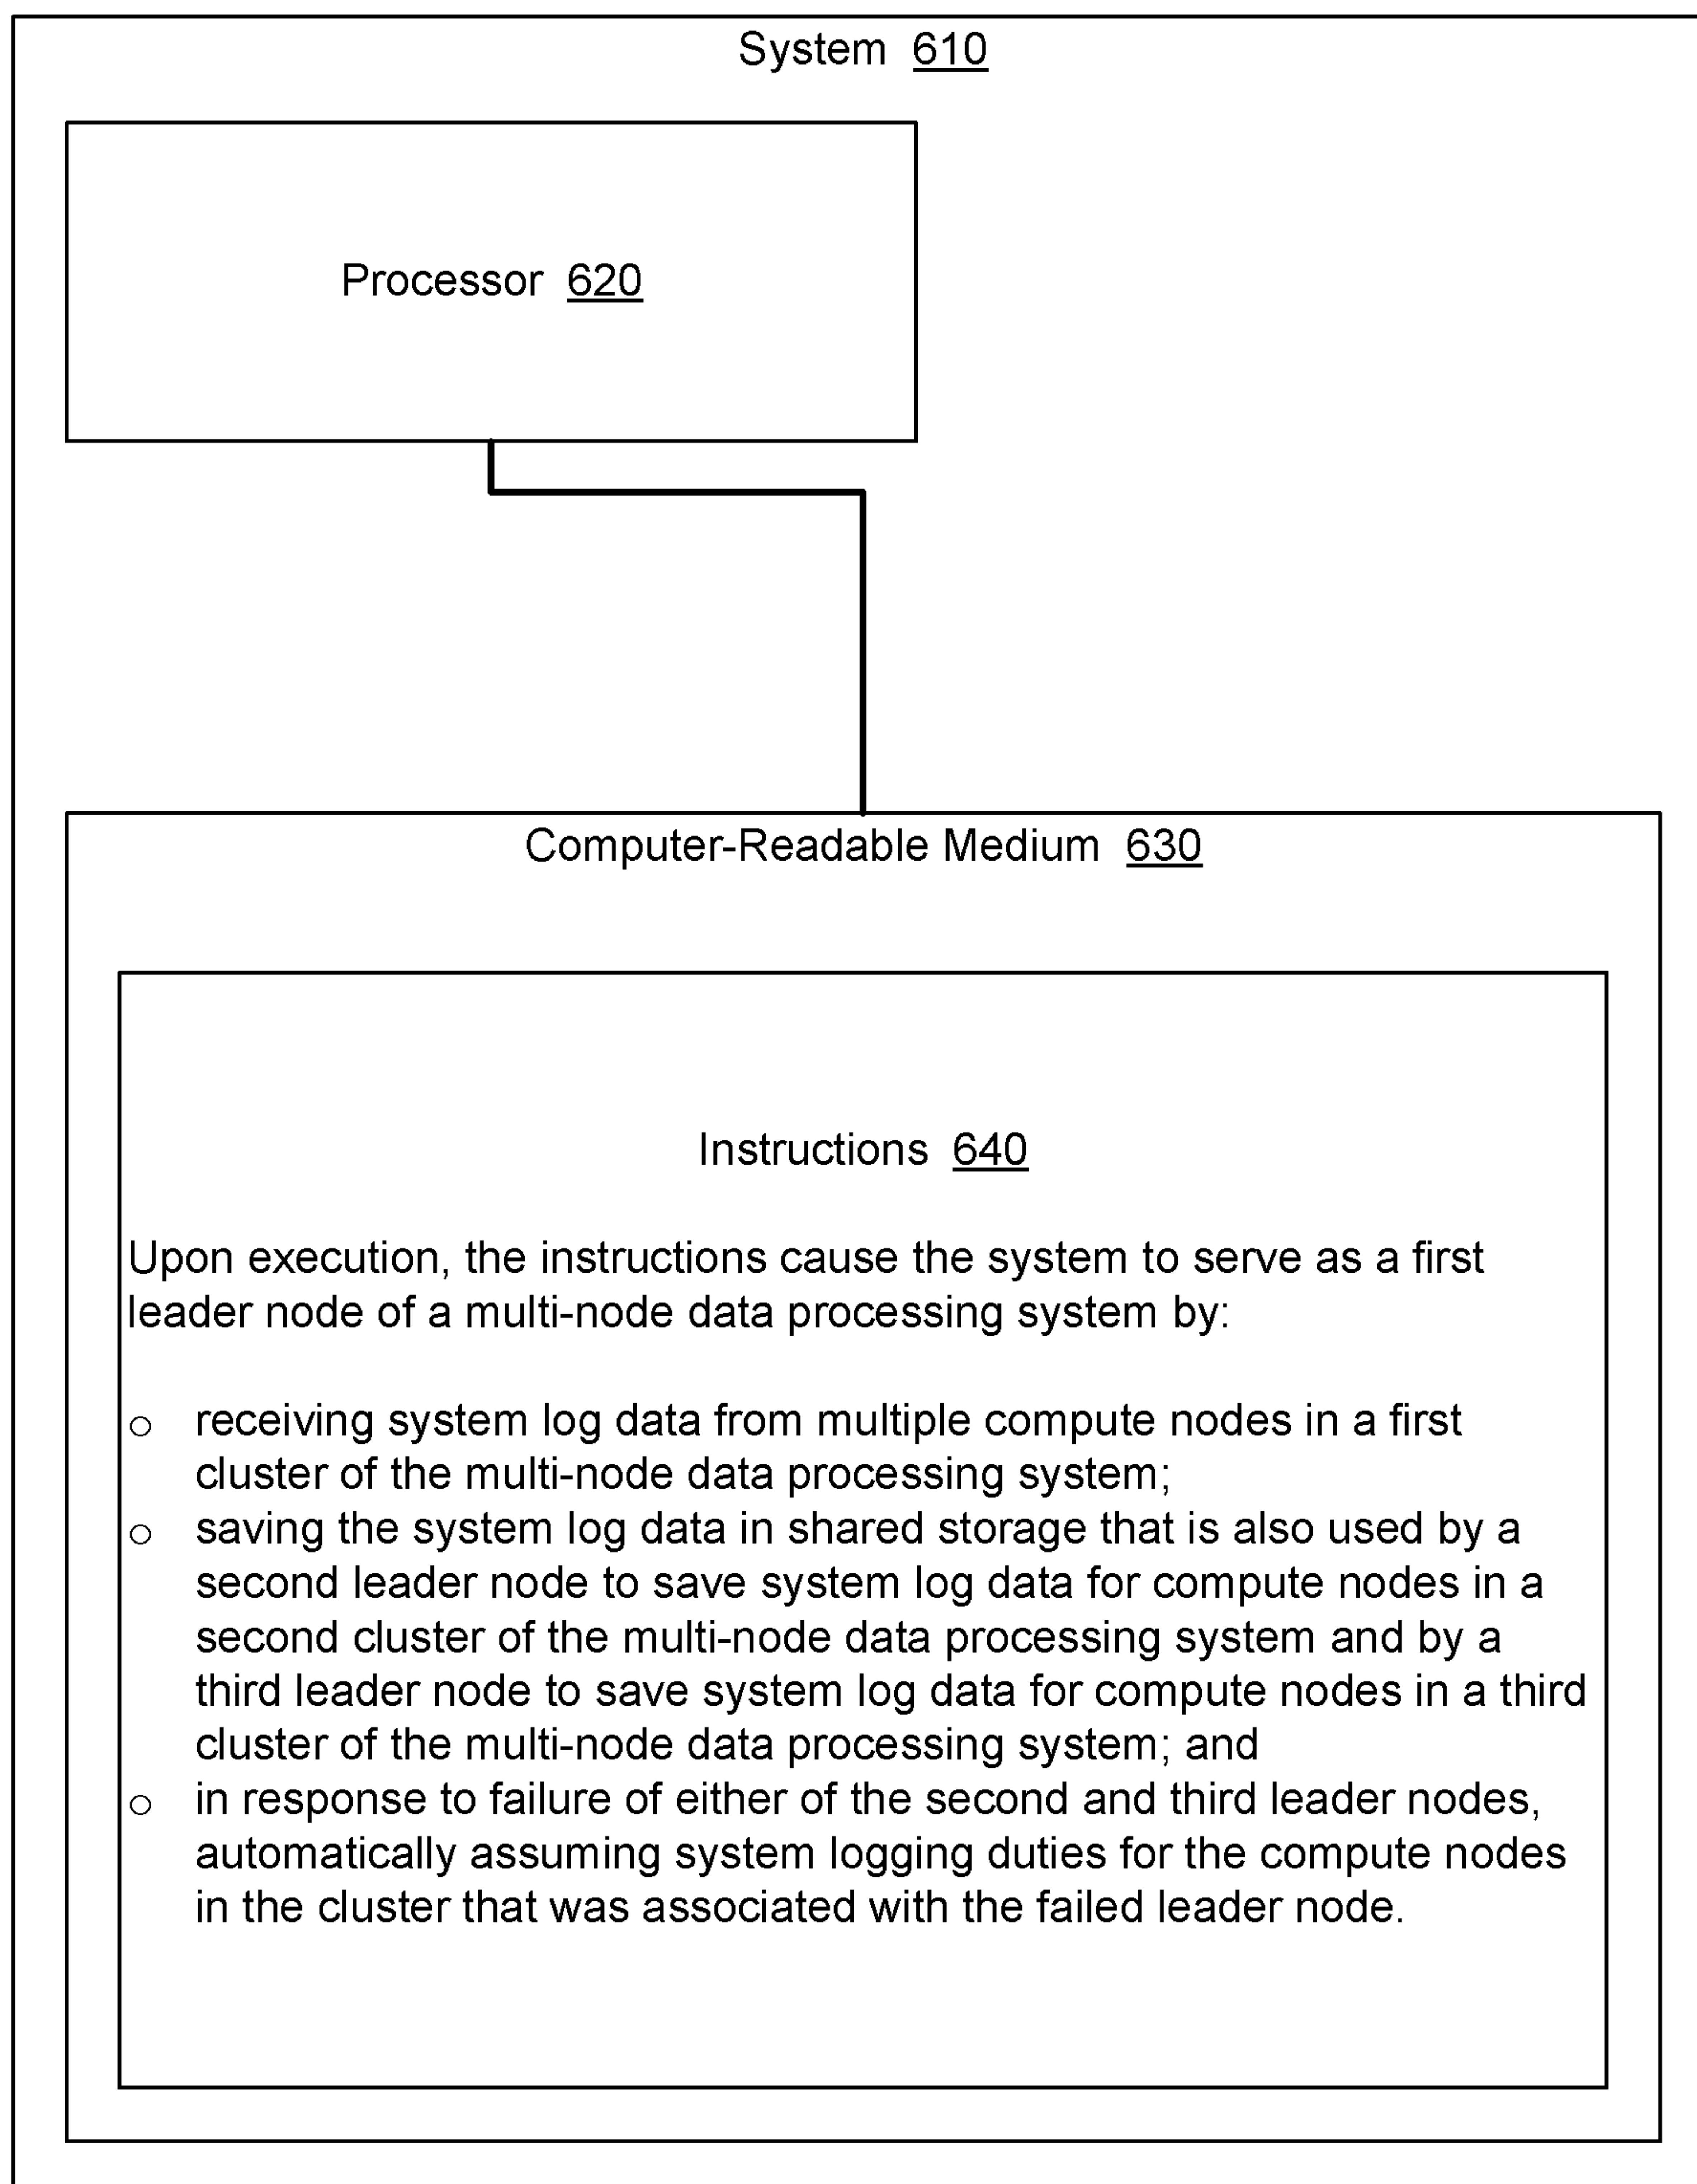 System 610
Processor 620
Computer-Readable Medium 630
Instructions 640
Upon execution, the instructions cause the system to serve as a first
leader node of a multi-node data processing system by:
○ receiving system log data from multiple compute nodes in a first
cluster of the multi-node data processing system;
○ saving the system log data in shared storage that is also used by a
second leader node to save system log data for compute nodes in a
second cluster of the multi-node data processing system and by a
third leader node to save system log data for compute nodes in a third
cluster of the multi-node data processing system; and
○ in response to failure of either of the second and third leader nodes,
automatically assuming system logging duties for the compute nodes
in the cluster that was associated with the failed leader node.